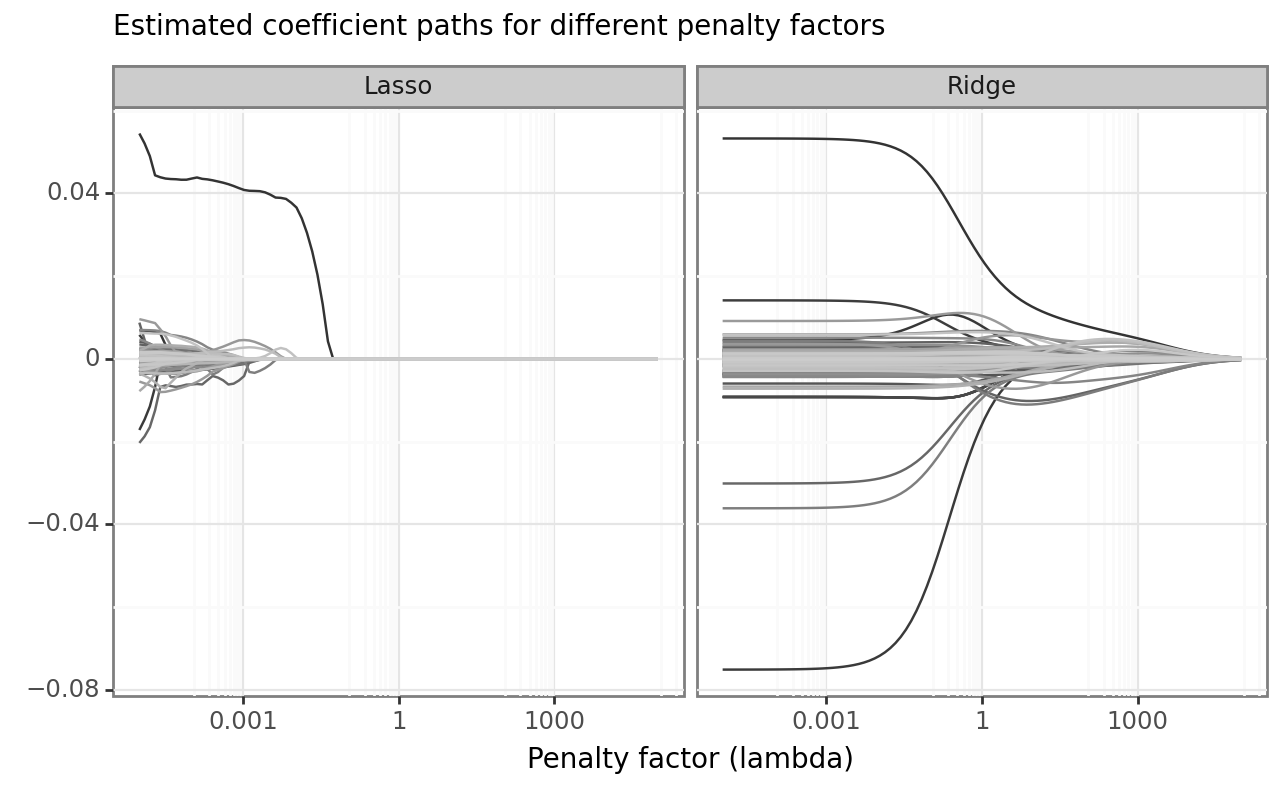 Estimated coefficient paths for different penalty factors
Lasso
Ridge
0.04
0
−0.04
−0.08
0.001
1
1000
0.001
1
1000
Penalty factor (lambda)